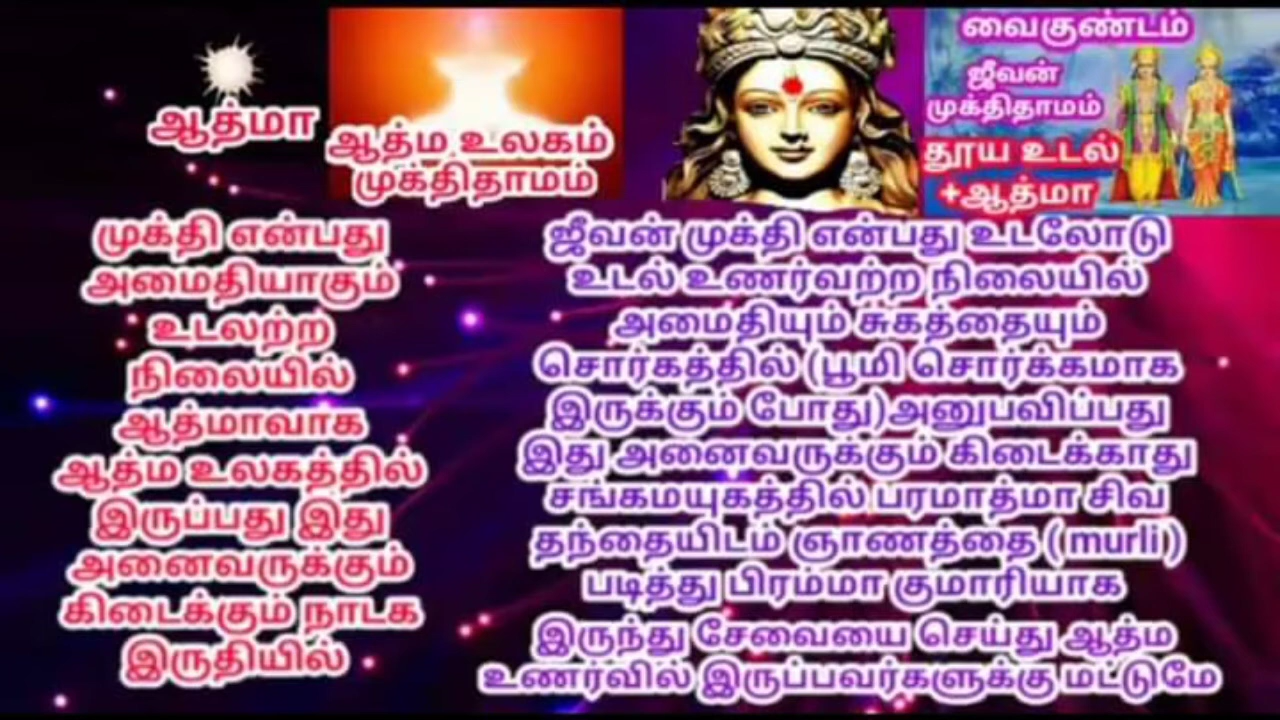 ஆத்மா
ஆத்ம உலகம்
முக்திதாமம்
வைகுண்டம்
ஜீவன்
முக்திதாமம்
தூய உடல்
+ஆத்மா
முக்தி என்பது
அமைதியாகும்
உடலற்ற
நிலையில்
ஆத்மாவாக
ஆத்ம உலகத்தில்
இருப்பது இது
அனைவருக்கும்
கிடைக்கும் நாடக
இருதியில்
ஜீவன் முக்தி என்பது உடலோடு
உடல் உணர்வற்ற நிலையில்
அமைதியும் சுகத்தையும்
சொர்கத்தில் (பூமி சொர்க்கமாக
இருக்கும் போது)அனுபவிப்பது
இது அனைவருக்கும் கிடைக்காது
சங்கமயுகத்தில் பரமாத்மா சிவ
தந்தையிடம் ஞாணத்தை ( murli )
படித்து பிரம்மா குமாரியாக
இருந்து சேவையை செய்து ஆத்ம
உணர்வில் இருப்பவர்களுக்கு மட்டுமே